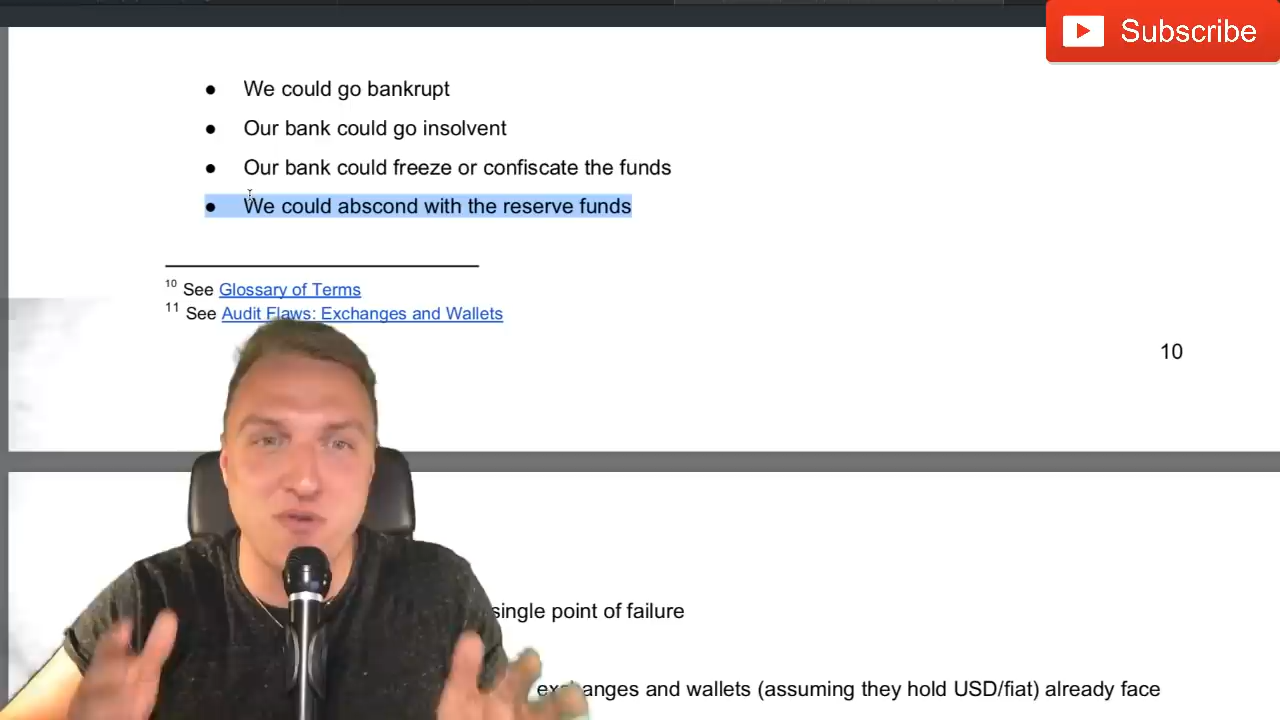 Subscribe
● We could go bankrupt
● Our bank could go insolvent
● Our bank could freeze or confiscate the funds
● We could abscond with the reserve funds
10 See Glossary of Terms
11 See Audit Flaws: Exchanges and Wallets
10
single point of failure
exchanges and wallets (assuming they hold USD/fiat) already face